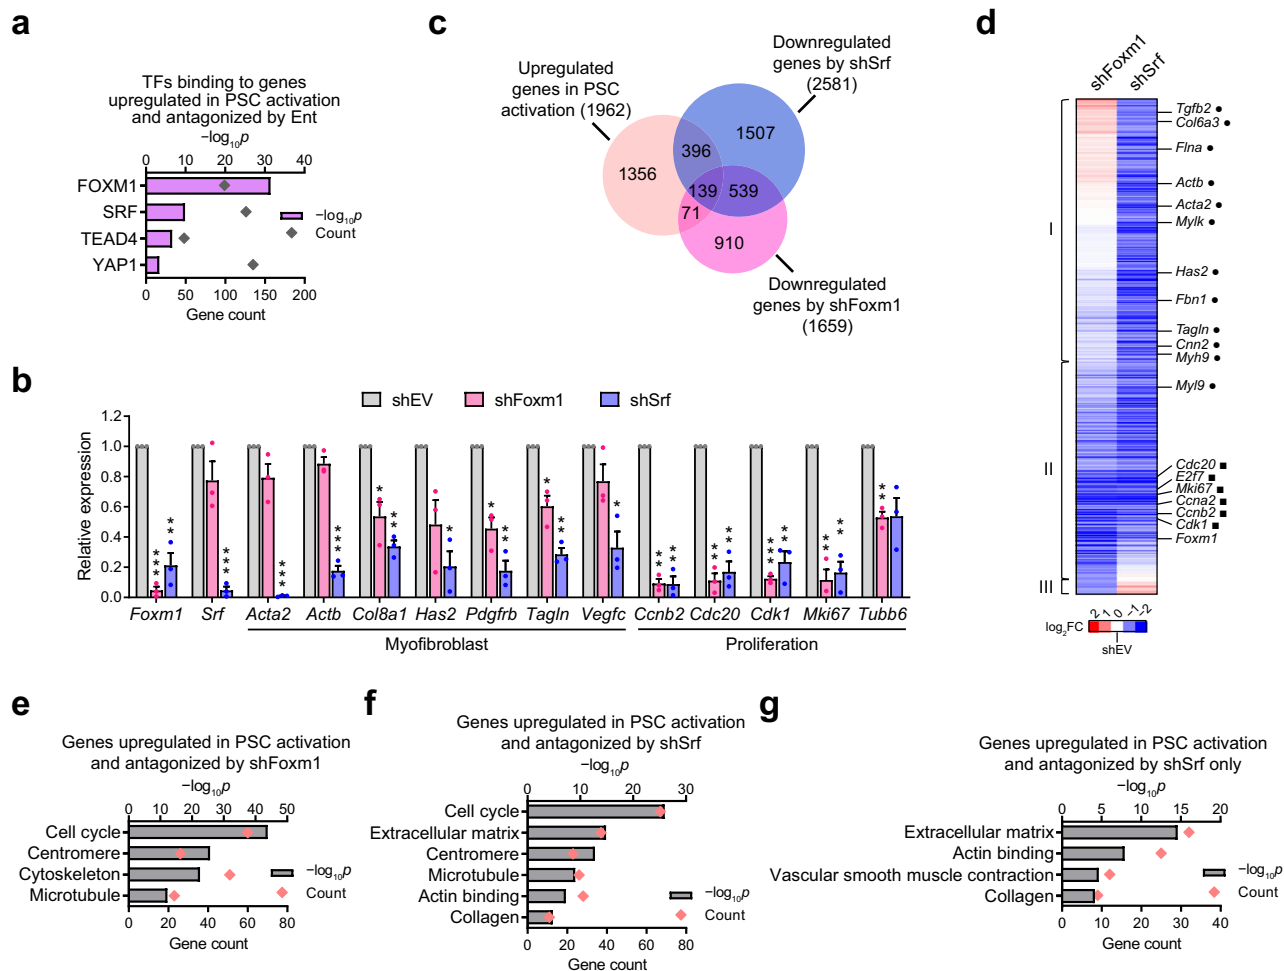 a
TFs binding to genes
upregulated in PSC activation
and antagonized by Ent
−log10p
0 10 20 30 40
FOXM1
SRF
TEAD4
YAP1
−log10p
Count
0 50 100 150 200
Gene count
b
shEV shFoxm1 shSrf
Relative expression
1.2
1.0
0.8
0.6
0.4
0.2
0.0
*** ** *** *** *** * ** * * * * ** * ** ** ** ** *** ** ** ** **
Foxm1 Srf Acta2 Actb Col8a1 Has2 Pdgfrb Tagln Vegfc Ccnb2 Cdc20 Cdk1 Mki67 Tubb6
Myofibroblast Proliferation
c
Downregulated
genes by shSrf
(2581)
Upregulated
genes in PSC
activation (1962)
1507
396
1356
139 539
71
910
Downregulated
genes by shFoxm1
(1659)
d
shFoxm1 shSrf
I
II
III
Tgfb2 ●
Col6a3 ●
Flna ●
Actb ●
Acta2 ●
Mylk ●
Has2 ●
Fbn1 ●
Tagln ●
Cnn2 ●
Myh9 ●
Myl9 ●
Cdc20 ■
E2f7 ■
Mki67 ■
Ccna2 ■
Ccnb2 ■
Cdk1 ■
Foxm1
2 1 0 −1 −2
log2FC
shEV
e
Genes upregulated in PSC activation
and antagonized by shFoxm1
−log10p
0 10 20 30 40 50
Cell cycle
Centromere
Cytoskeleton
Microtubule
−log10p
Count
0 20 40 60 80
Gene count
f
Genes upregulated in PSC activation
and antagonized by shSrf
−log10p
0 10 20 30
Cell cycle
Extracellular matrix
Centromere
Microtubule
Actin binding
Collagen
−log10p
Count
0 20 40 60 80
Gene count
g
Genes upregulated in PSC activation
and antagonized by shSrf only
−log10p
0 5 10 15 20
Extracellular matrix
Actin binding
Vascular smooth muscle contraction
Collagen
−log10p
Count
0 10 20 30 40
Gene count